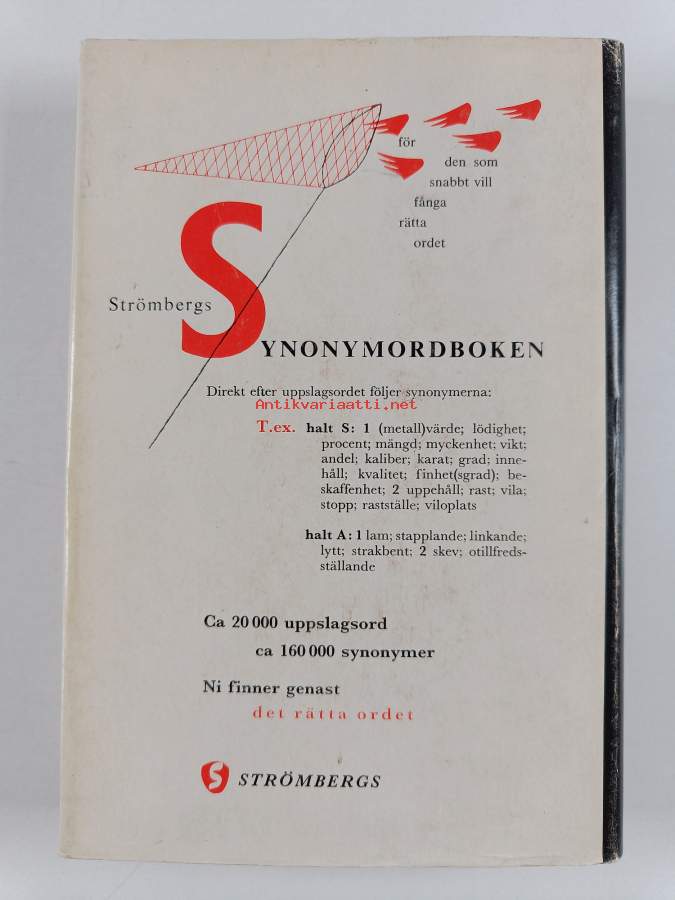 för
den som
snabbt vill
fånga
rätta
ordet
Strömbergs
SYNONYMORDBOKEN
Direkt efter uppslagsordet följer synonymerna:
Antikvariaatti.net
T.ex. halt S: 1 (metall)värde; lödighet;
procent; mängd; myckenhet; vikt;
andel; kaliber; karat; grad; inne-
håll; kvalitet; finhet(sgrad); be-
skaffenhet; 2 uppehåll; rast; vila;
stopp; rastställe; viloplats
halt A: 1 lam; stapplande; linkande;
lytt; strakbent; 2 skev; otillfreds-
ställande
Ca 20 000 uppslagsord
ca 160 000 synonymer
Ni finner genast
det rätta ordet
S STRÖMBERGS